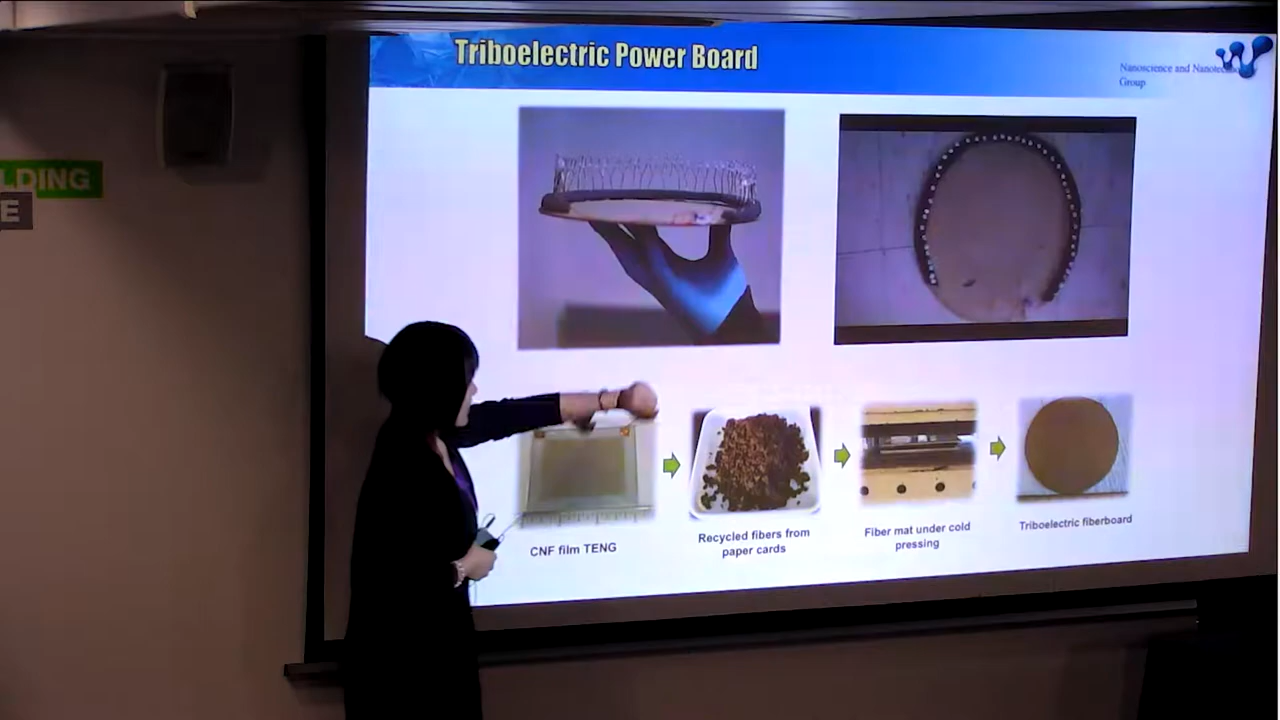 Triboelectric Power Board
Nanoscience and
Group
LDING
E
CNF film TENG
Recycled fibers from
paper cards
Fiber mat under cold
pressing
Triboelectric fiberboard